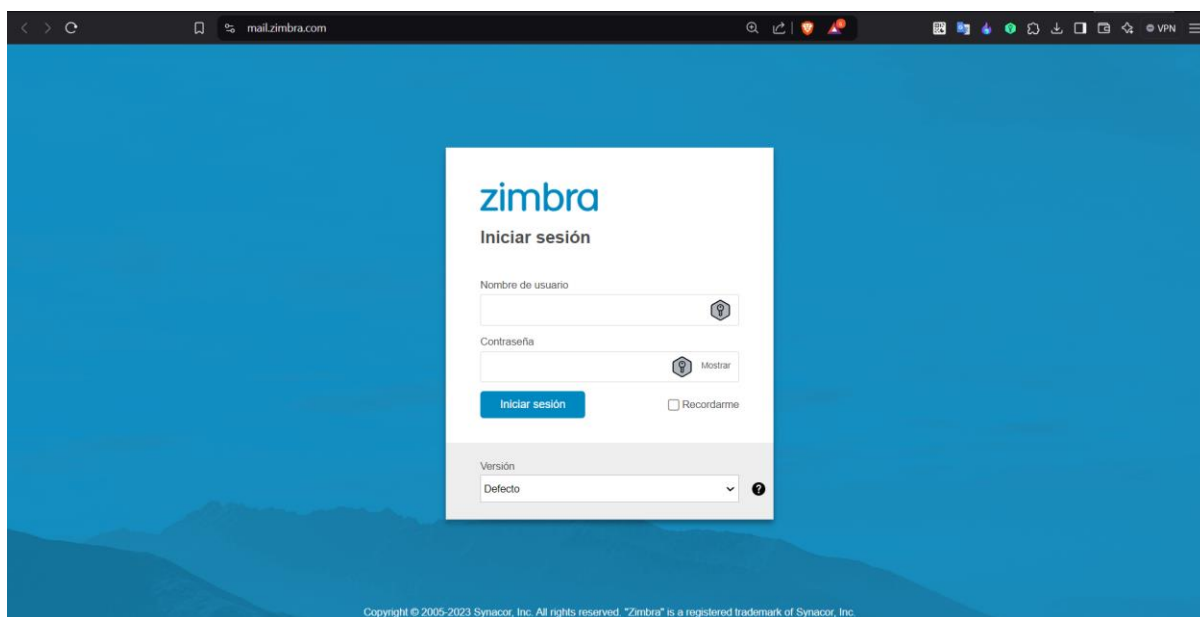 mail.zimbra.com
VPN
zimbra
Iniciar sesión
Nombre de usuario
Contraseña
Mostrar
Iniciar sesión
Recordarme
Versión
Defecto
Copyright © 2005-2023 Synacor, Inc. All rights reserved. "Zimbra" is a registered trademark of Synacor, Inc.